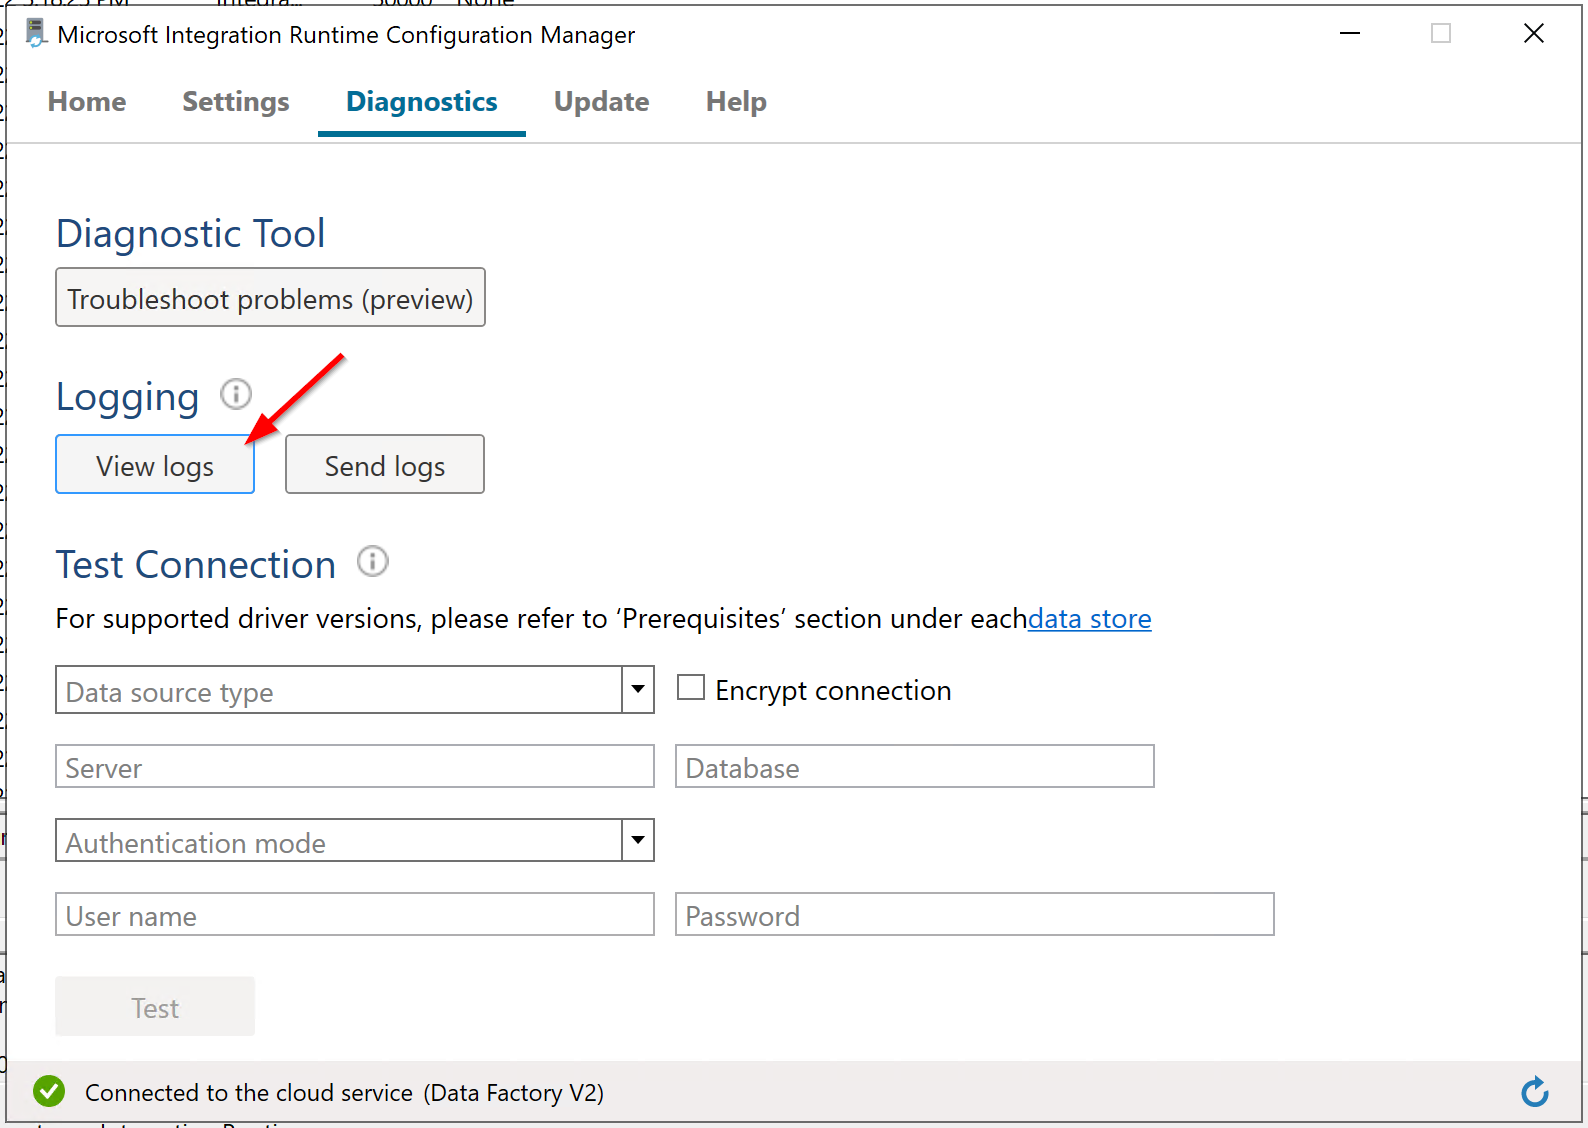 Microsoft Integration Runtime Configuration Manager
Home Settings Diagnostics Update Help
Diagnostic Tool
Troubleshoot problems (preview)
Logging
View logs Send logs
Test Connection
For supported driver versions, please refer to ‘Prerequisites’ section under eachdata store
Data source type Encrypt connection
Server Database
Authentication mode
User name Password
Test
Connected to the cloud service (Data Factory V2)